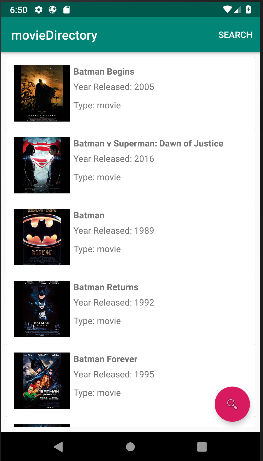 6:50
movieDirectory
SEARCH
Batman Begins
Year Released: 2005
Type: movie
Batman v Superman: Dawn of Justice
Year Released: 2016
Type: movie
Batman
Year Released: 1989
Type: movie
Batman Returns
Year Released: 1992
Type: movie
Batman Forever
Year Released: 1995
Type: movie